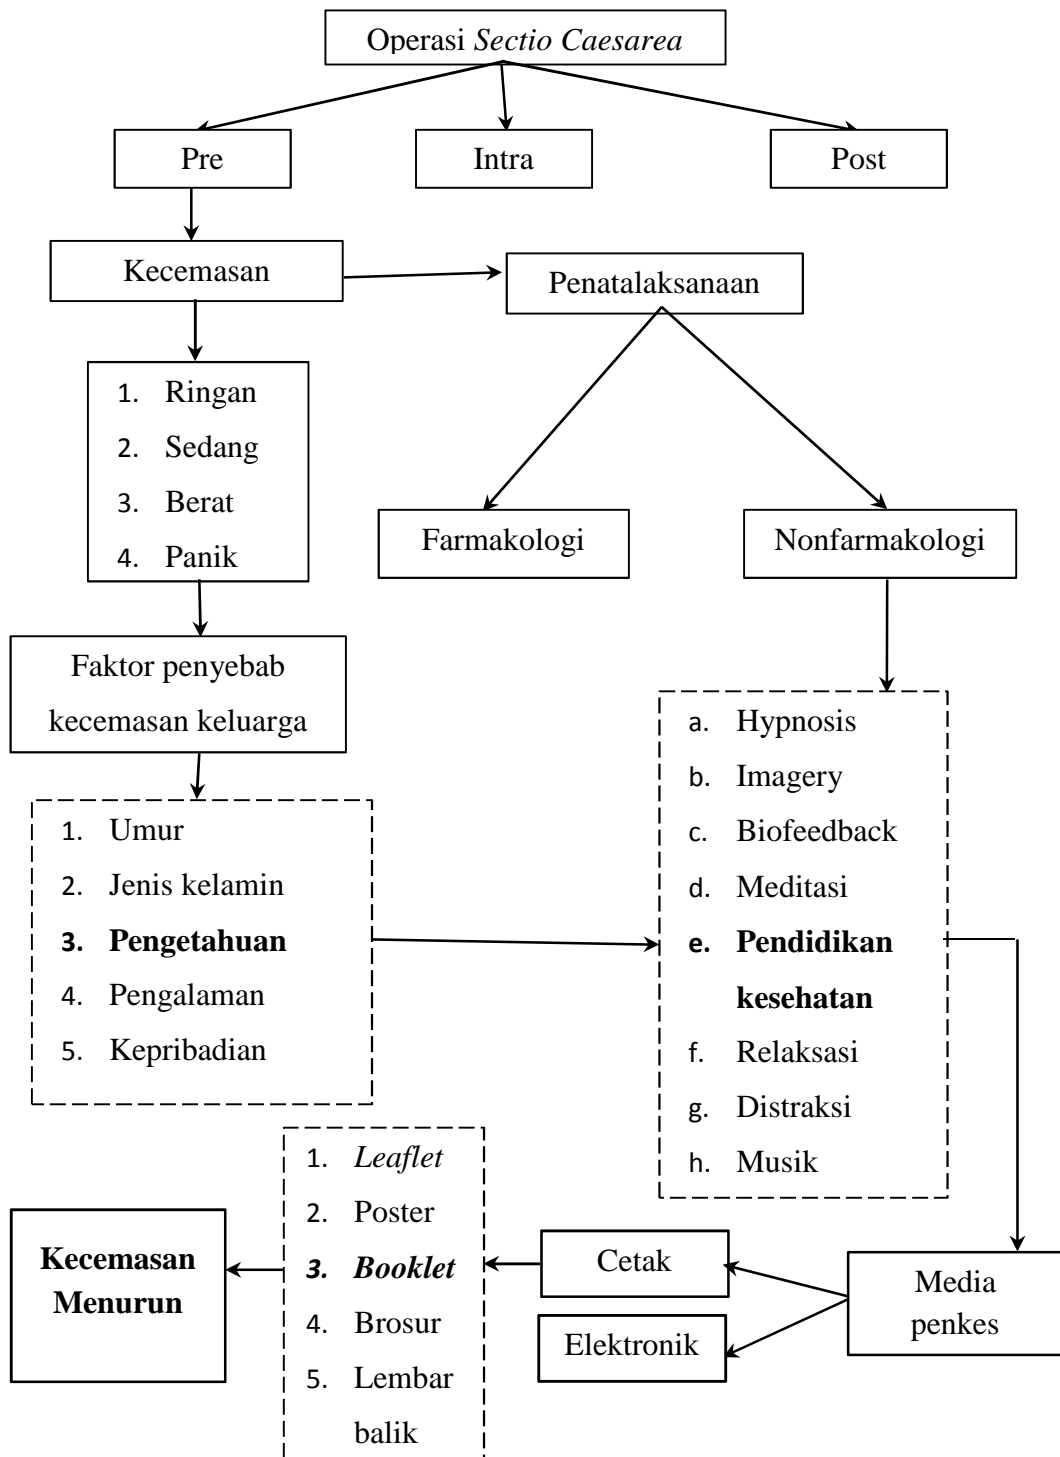 Operasi Sectio Caesarea
Pre
Intra
Post
Kecemasan
Penatalaksanaan
1. Ringan
2. Sedang
3. Berat
4. Panik
Farmakologi
Nonfarmakologi
Faktor penyebab
kecemasan keluarga
1. Umur
2. Jenis kelamin
3. Pengetahuan
4. Pengalaman
5. Kepribadian
a. Hypnosis
b. Imagery
c. Biofeedback
d. Meditasi
e. Pendidikan
kesehatan
f. Relaksasi
g. Distraksi
h. Musik
Kecemasan
Menurun
1. Leaflet
2. Poster
3. Booklet
4. Brosur
5. Lembar
balik
Cetak
Elektronik
Media
penkes